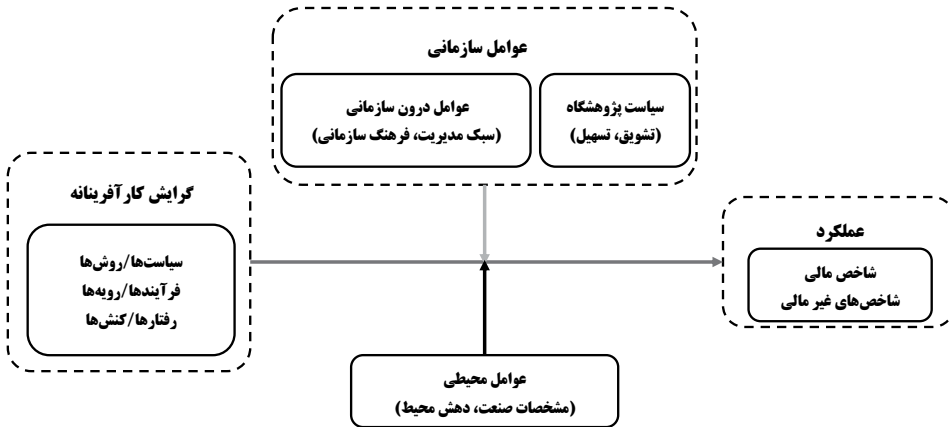 عوامل سازمانی
سیاست پژوهشگاه
(تشویق، تسهیل)
عوامل درون سازمانی
(سبک مدیریت، فرهنگ سازمانی)
گرایش کارآفرینانه
سیاست‌ها/روش‌ها
فرآیندها/رویه‌ها
رفتارها/کنش‌ها
عملکرد
شاخص مالی
شاخص‌های غیر مالی
عوامل محیطی
(مشخصات صنعت، دهش محیط)